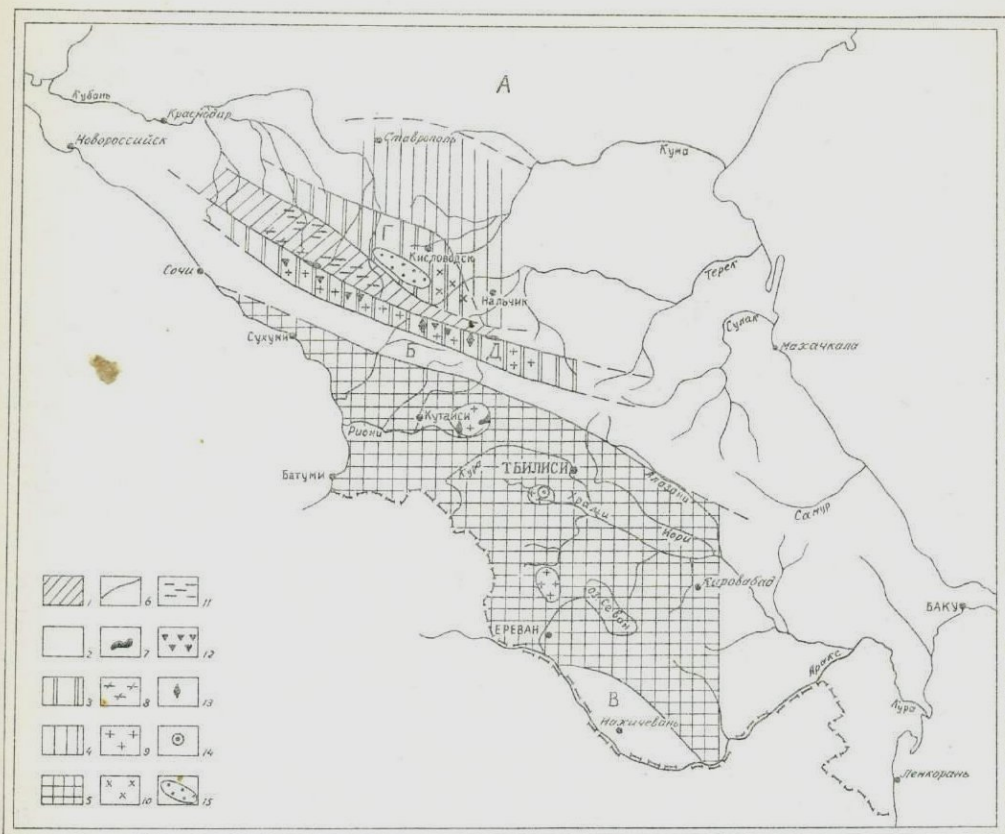 А
Кубань
Краснодар
Новороссийск
Ставрополь
Кума
Г
Кисловодск
Сочи
Терек
Нальчик
Сулак
Махачкала
Сухуми
Б
Д
Кутаиси
Риони
ТБИЛИСИ
Батуми
Кура
Алазани
Храми
Самур
Иори
Кировабад
БАКУ
оз. Севан
ЕРЕВАН
Аракс
В
Кура
Нахичевань
Ленкорань
1 6 11
2 7 12
3 8 13
4 9 14
5 10 15